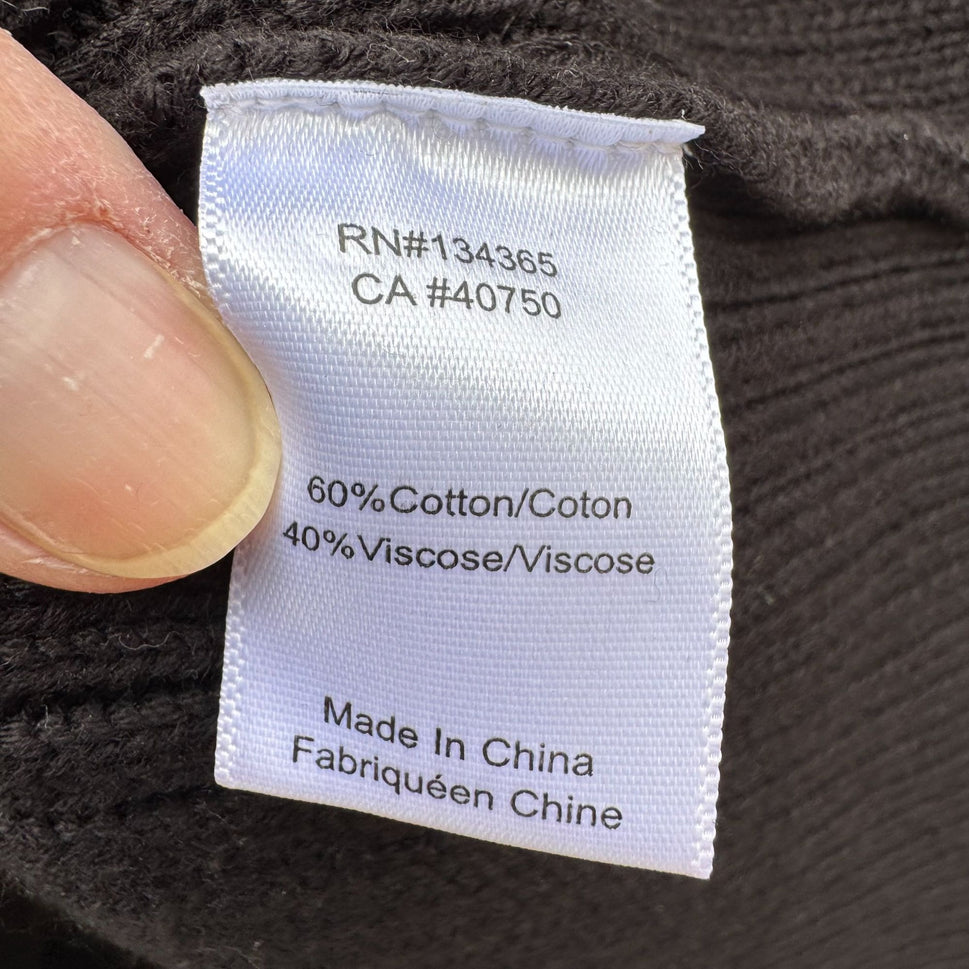 RN#134365
CA #40750
60%Cotton/Coton
40%Viscose/Viscose
Made In China
Fabriquéen Chine